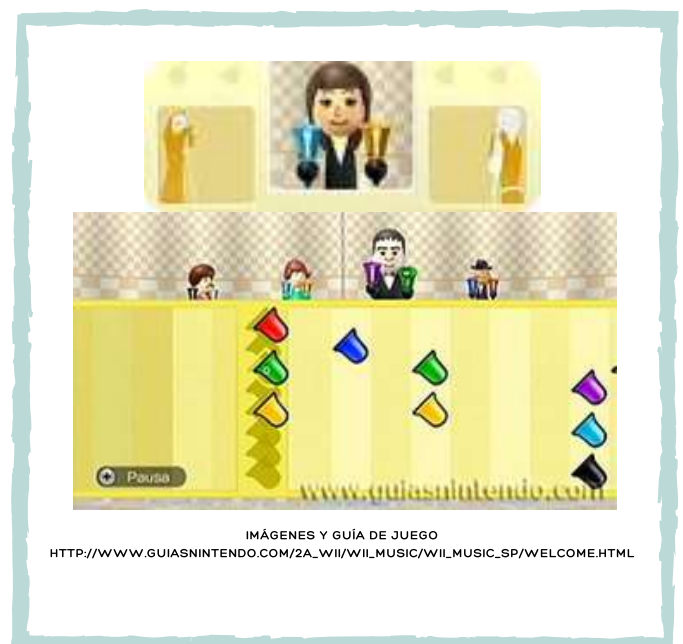 Pausa
www.guiasnintendo.com
IMÁGENES Y GUÍA DE JUEGO
HTTP://WWW.GUIASNINTENDO.COM/2A_WII/WII_MUSIC/WII_MUSIC_SP/WELCOME.HTML